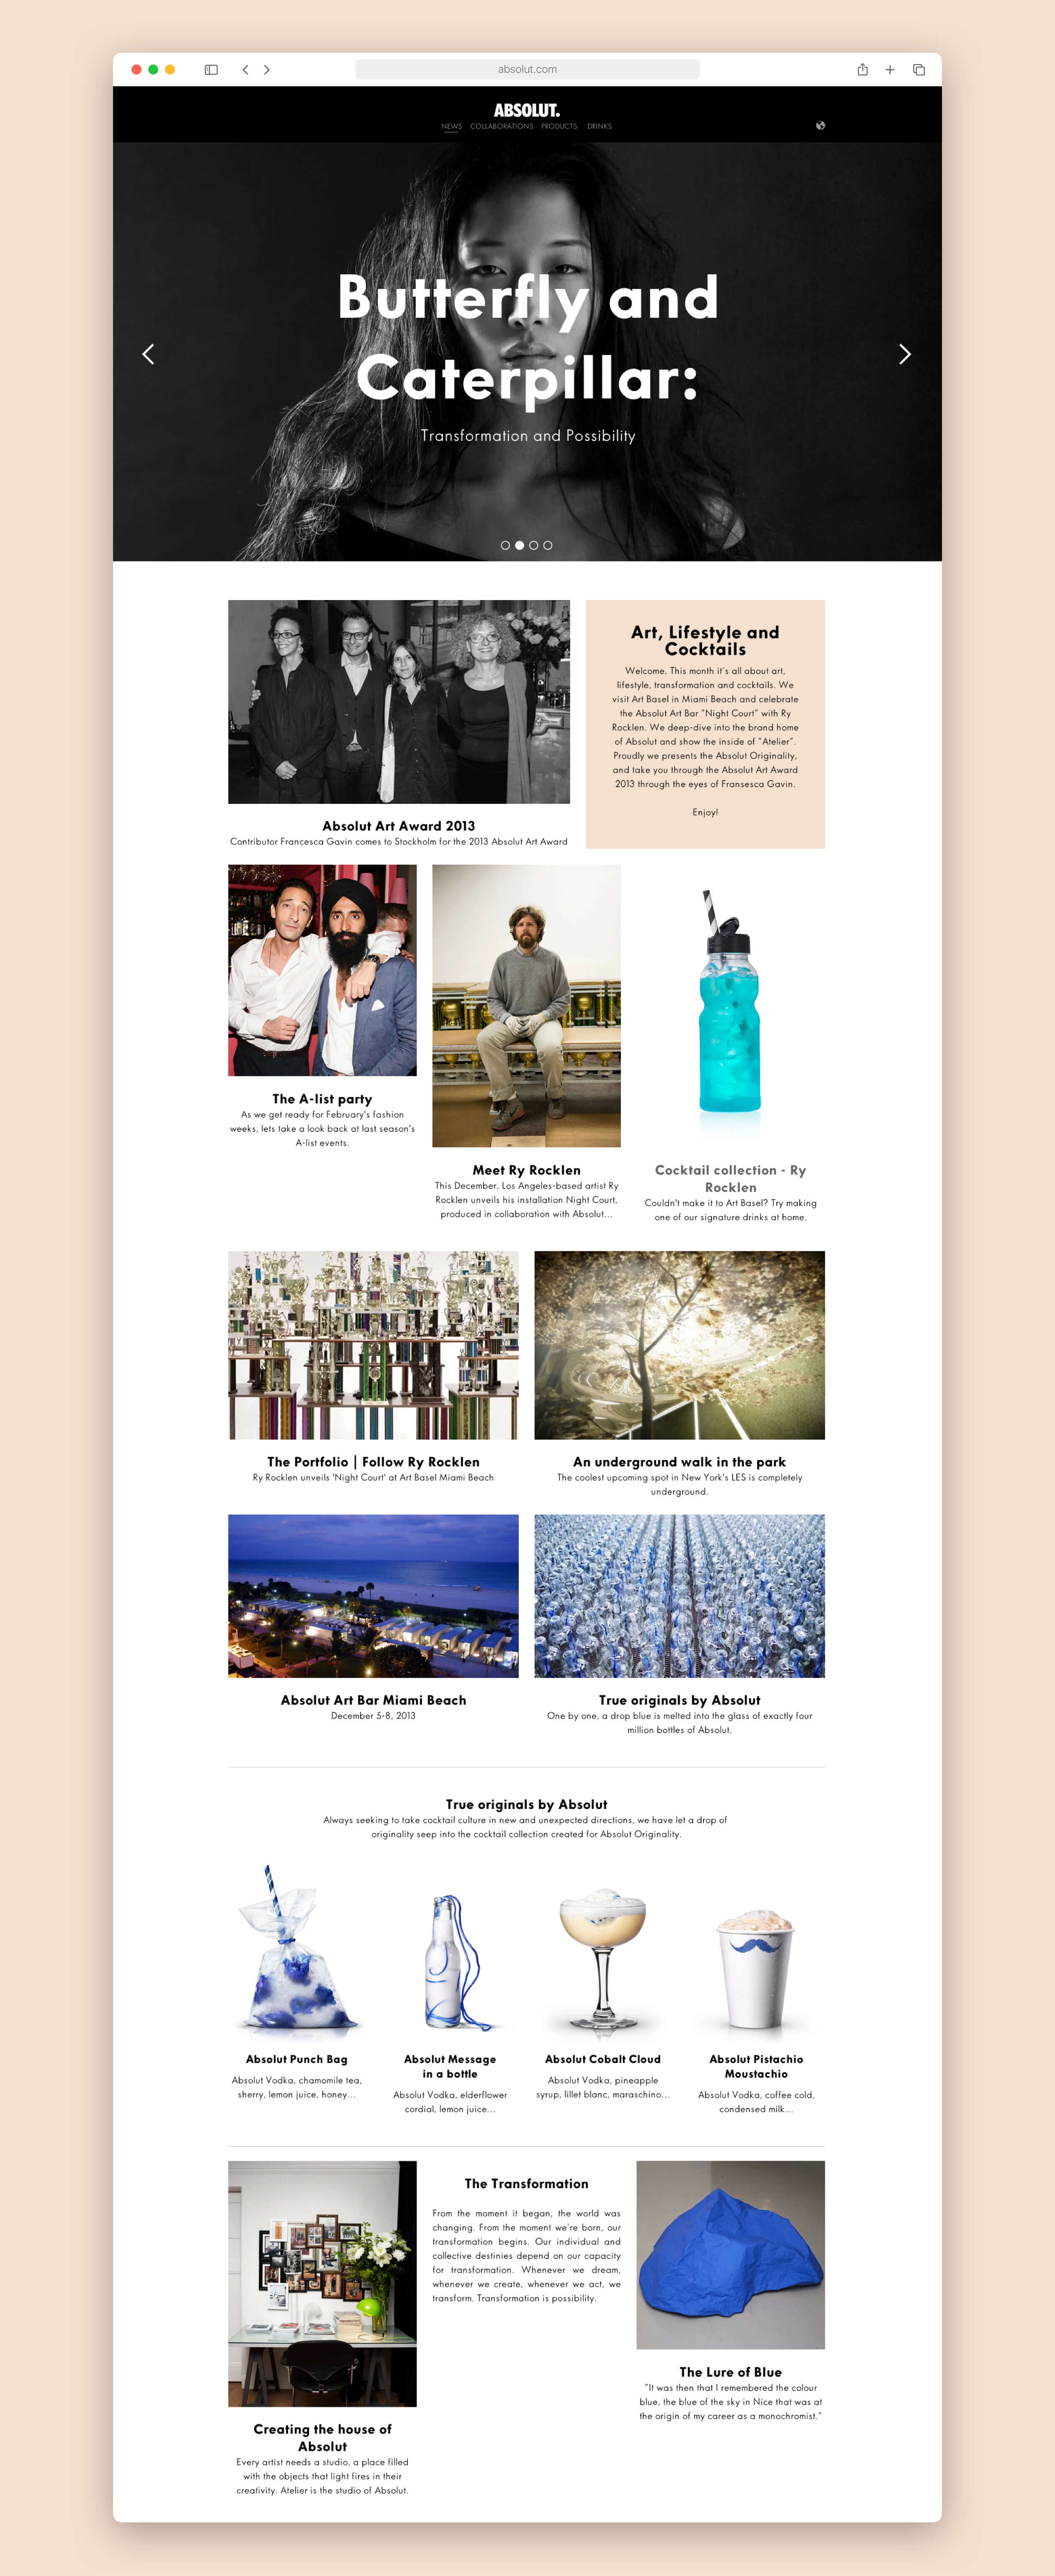 absolut.com
ABSOLUT.
NEWS COLLABORATIONS PRODUCTS DRINKS
Butterfly and
Caterpillar:
Transformation and Possibility
Absolut Art Award 2013
Contributor Francesca Gavin comes to Stockholm for the 2013 Absolut Art Award
Art, Lifestyle and
Cocktails
Welcome. This month it's all about art,
lifestyle, transformation and cocktails. We
visit Art Basel in Miami Beach and celebrate
the Absolut Art Bar "Night Court" with Ry
Rocklen. We deep-dive into the brand home
of Absolut and show the inside of "Atelier".
Proudly we presents the Absolut Originality,
and take you through the Absolut Art Award
2013 through the eyes of Fransesca Gavin.
Enjoy!
The A-list party
As we get ready for February's fashion
weeks, lets take a look back at last season's
A-list events.
Meet Ry Rocklen
This December, Los Angeles-based artist Ry
Rocklen unveils his installation Night Court,
produced in collaboration with Absolut...
Cocktail collection - Ry
Rocklen
Couldn't make it to Art Basel? Try making
one of our signature drinks at home.
The Portfolio | Follow Ry Rocklen
Ry Rocklen unveils 'Night Court' at Art Basel Miami Beach
An underground walk in the park
The coolest upcoming spot in New York's LES is completely
underground.
Absolut Art Bar Miami Beach
December 5-8, 2013
True originals by Absolut
One by one, a drop blue is melted into the glass of exactly four
million bottles of Absolut.
True originals by Absolut
Always seeking to take cocktail culture in new and unexpected directions, we have let a drop of
originality seep into the cocktail collection created for Absolut Originality.
Absolut Punch Bag
Absolut Vodka, chamomile tea,
sherry, lemon juice, honey...
Absolut Message
in a bottle
Absolut Vodka, elderflower
cordial, lemon juice...
Absolut Cobalt Cloud
Absolut Vodka, pineapple
syrup, lillet blanc, maraschino...
Absolut Pistachio
Moustachio
Absolut Vodka, coffee cold,
condensed milk...
Creating the house of
Absolut
Every artist needs a studio, a place filled
with the objects that light fires in their
creativity. Atelier is the studio of Absolut.
The Transformation
From the moment it began, the world was
changing. From the moment we're born, our
transformation begins. Our individual and
collective destinies depend on our capacity
for transformation. Whenever we dream,
whenever we create, whenever we act, we
transform. Transformation is possibility.
The Lure of Blue
"It was then that I remembered the colour
blue, the blue of the sky in Nice that was at
the origin of my career as a monochromist."